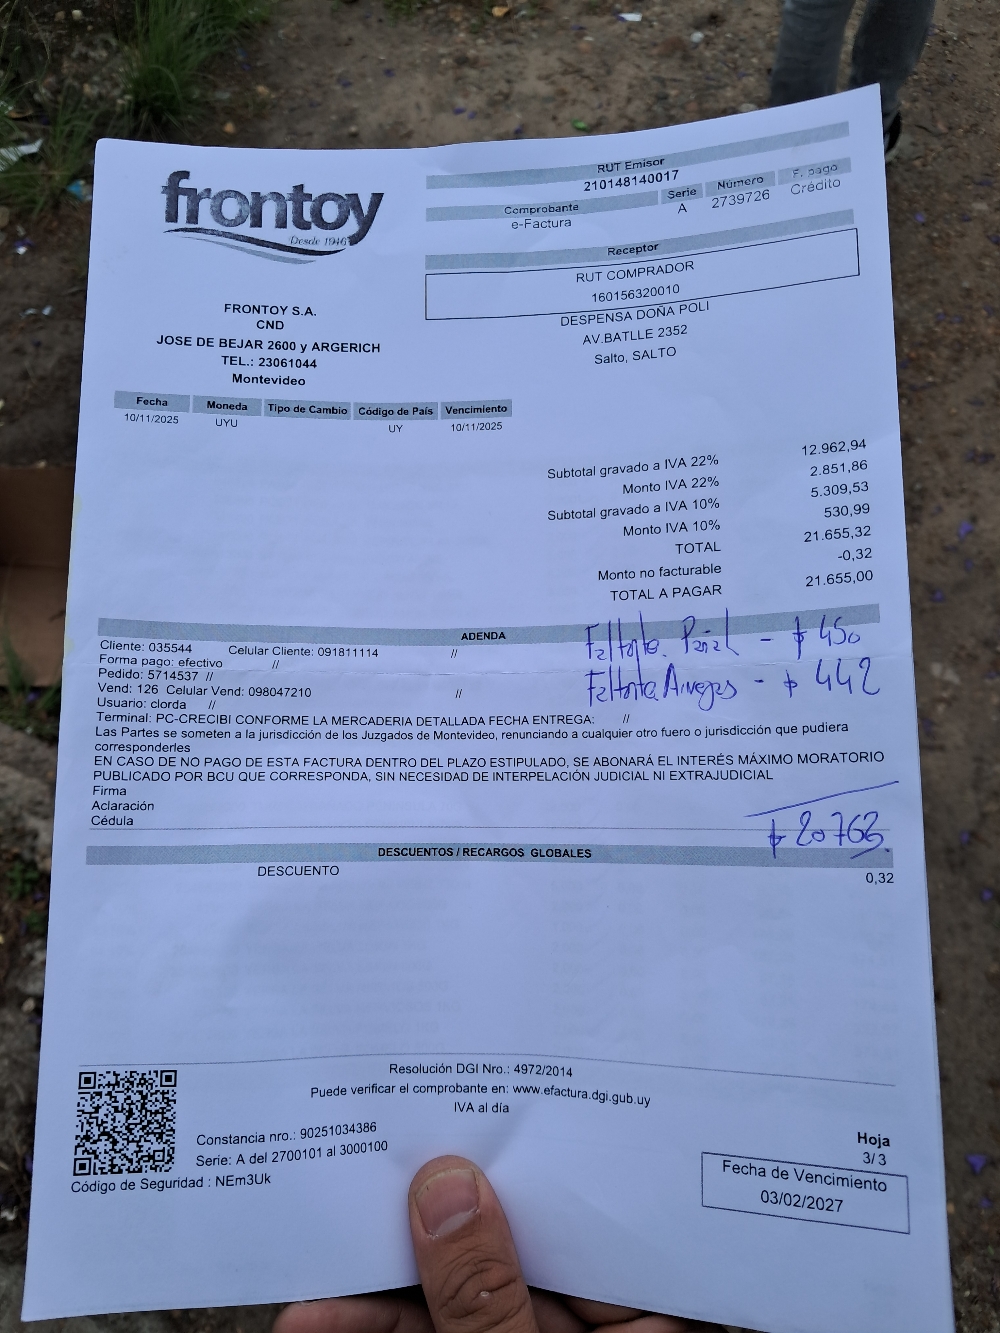 frontoy
Desde 1946
FRONTOY S.A.
CND
JOSE DE BEJAR 2600 y ARGERICH
TEL.: 23061044
Montevideo
RUT Emisor
210148140017
Comprobante Serie Número F. pago
e-Factura A 2739726 Crédito
Receptor
RUT COMPRADOR
160156320010
DESPENSA DOÑA POLI
AV.BATLLE 2352
Salto, SALTO
Fecha Moneda Tipo de Cambio Código de País Vencimiento
10/11/2025 UYU UY 10/11/2025
Subtotal gravado a IVA 22% 12.962,94
Monto IVA 22% 2.851,86
Subtotal gravado a IVA 10% 5.309,53
Monto IVA 10% 530,99
TOTAL 21.655,32
Monto no facturable -0,32
TOTAL A PAGAR 21.655,00
ADENDA
Cliente: 035544 Celular Cliente: 091811114 //
Forma pago: efectivo //
Pedido: 5714537 //
Vend: 126 Celular Vend: 098047210 //
Usuario: clorda //
Terminal: PC-CRECIBI CONFORME LA MERCADERIA DETALLADA FECHA ENTREGA: //
Las Partes se someten a la jurisdicción de los Juzgados de Montevideo, renunciando a cualquier otro fuero o jurisdicción que pudiera
corresponderles
EN CASO DE NO PAGO DE ESTA FACTURA DENTRO DEL PLAZO ESTIPULADO, SE ABONARÁ EL INTERÉS MÁXIMO MORATORIO
PUBLICADO POR BCU QUE CORRESPONDA, SIN NECESIDAD DE INTERPELACIÓN JUDICIAL NI EXTRAJUDICIAL
Firma
Aclaración
Cédula
- $ 450
- $ 442
$ 20763
DESCUENTOS / RECARGOS GLOBALES
DESCUENTO 0,32
Resolución DGI Nro.: 4972/2014
Puede verificar el comprobante en: www.efactura.dgi.gub.uy
IVA al día
Constancia nro.: 90251034386
Serie: A del 2700101 al 3000100
Código de Seguridad : NEm3Uk
Hoja
3/ 3
Fecha de Vencimiento
03/02/2027